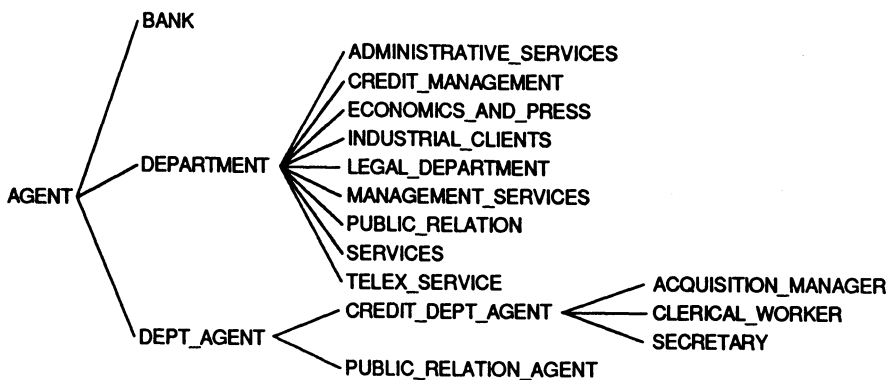 BANK
ADMINISTRATIVE_SERVICES
CREDIT_MANAGEMENT
ECONOMICS_AND_PRESS
INDUSTRIAL_CLIENTS
DEPARTMENT
LEGAL_DEPARTMENT
AGENT
MANAGEMENT_SERVICES
PUBLIC_RELATION
SERVICES
TELEX_SERVICE
ACQUISITION_MANAGER
CREDIT_DEPT_AGENT
CLERICAL_WORKER
DEPT_AGENT
SECRETARY
PUBLIC_RELATION_AGENT